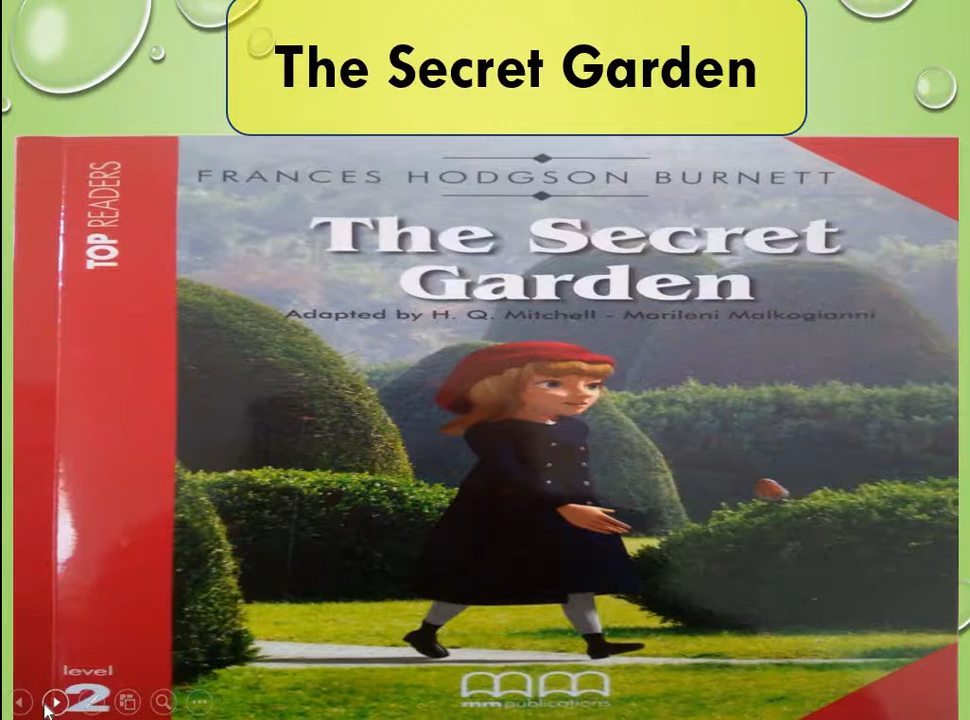 The Secret Garden
TOP READERS
FRANCES HODGSON BURNETT
The Secret
Garden
Adapted by H. Q. Mitchell - Marileni Malkogianni
level
2
mm publications